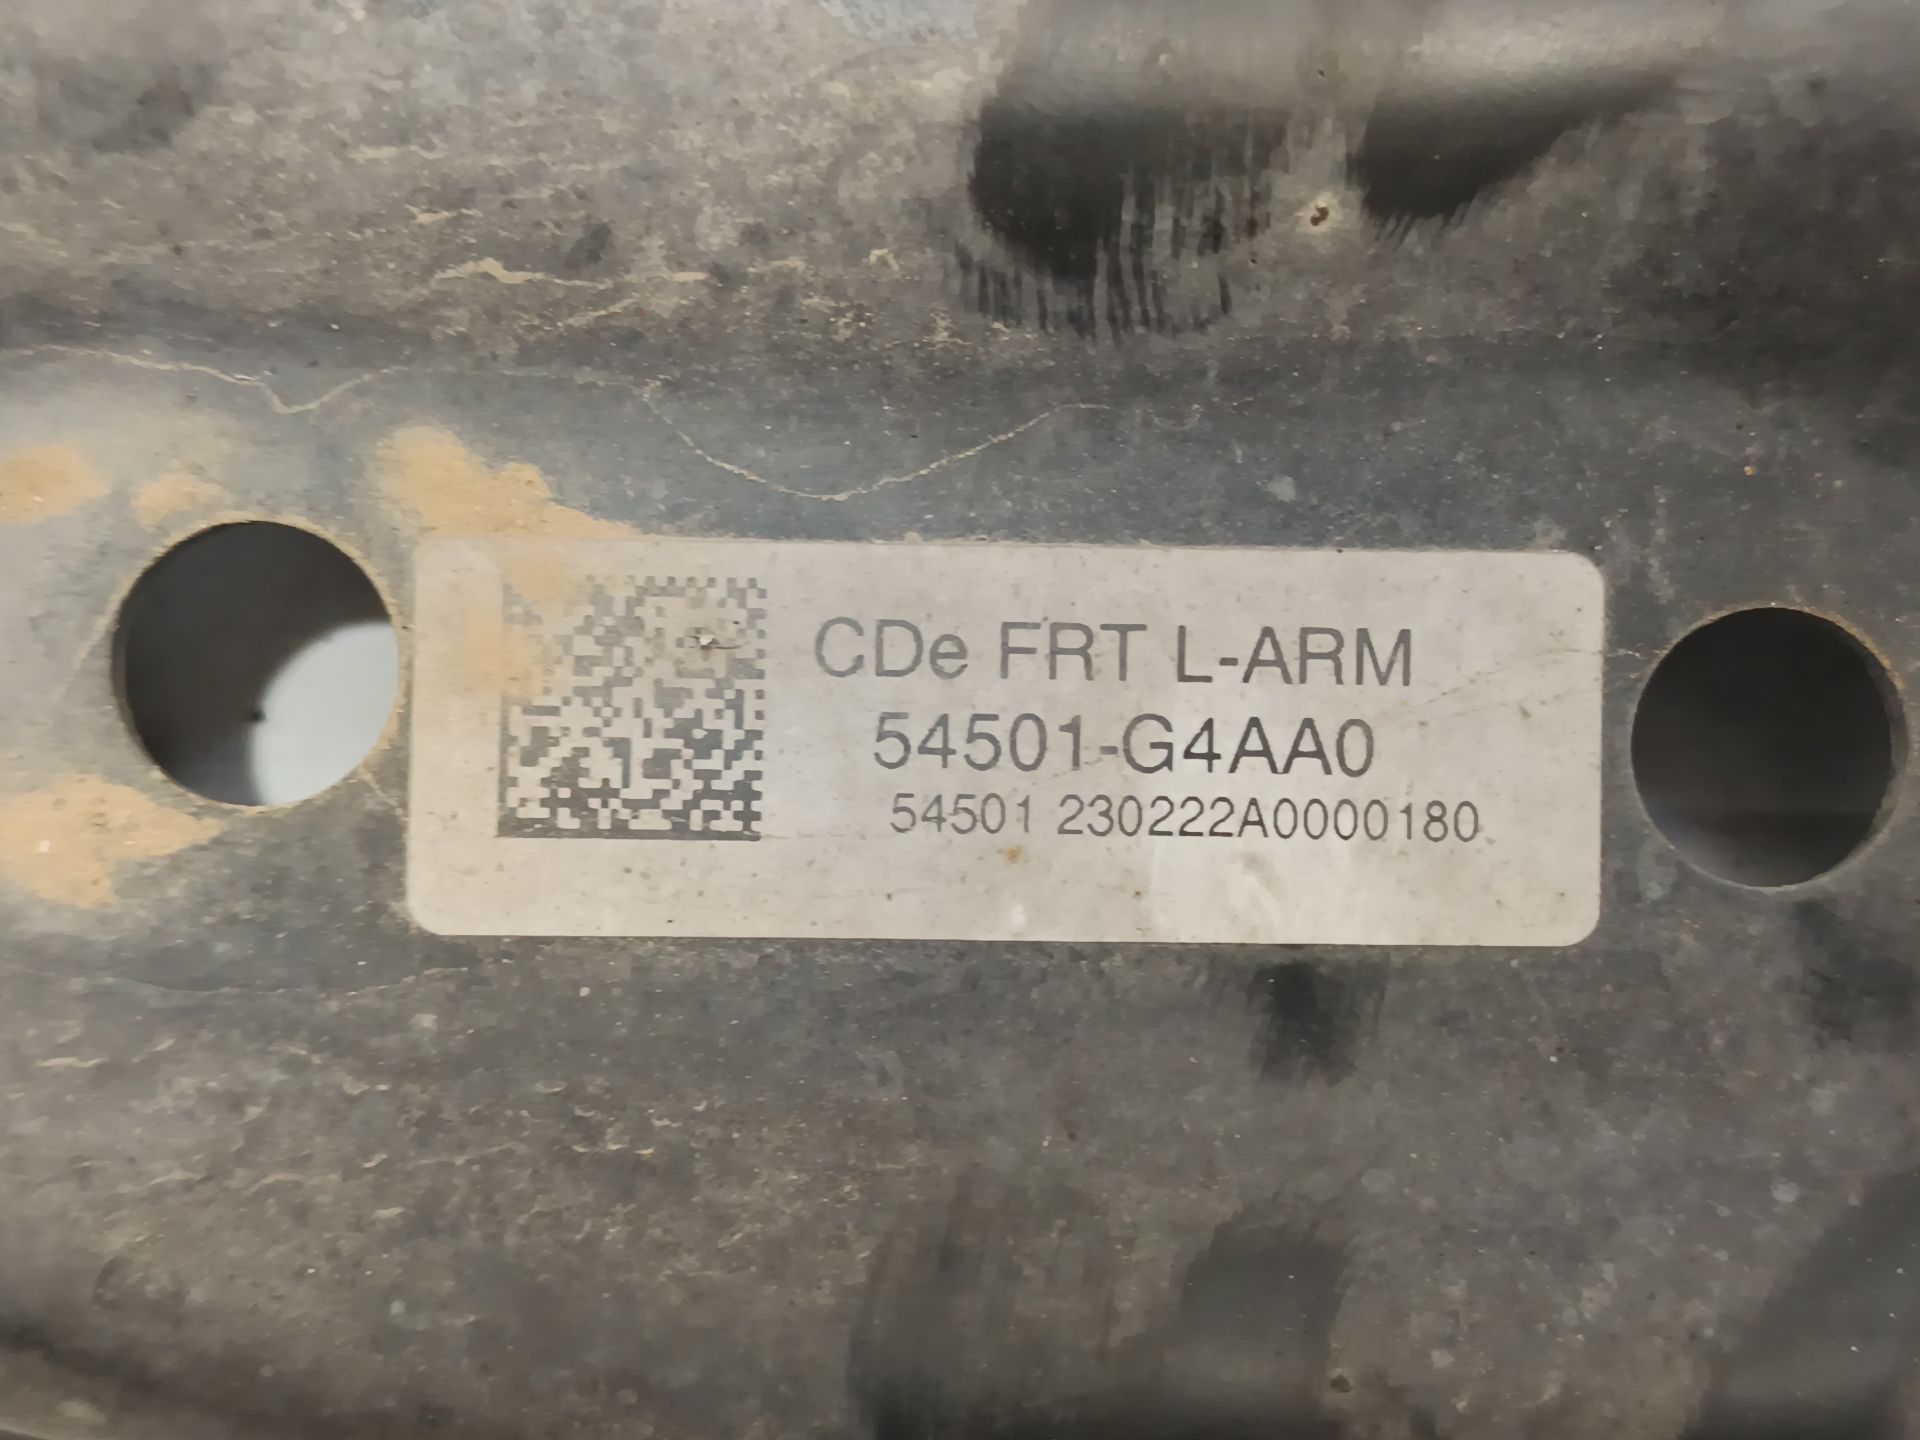 CDe FRT L-ARM
54501-G4AA0
54501 230222A0000180